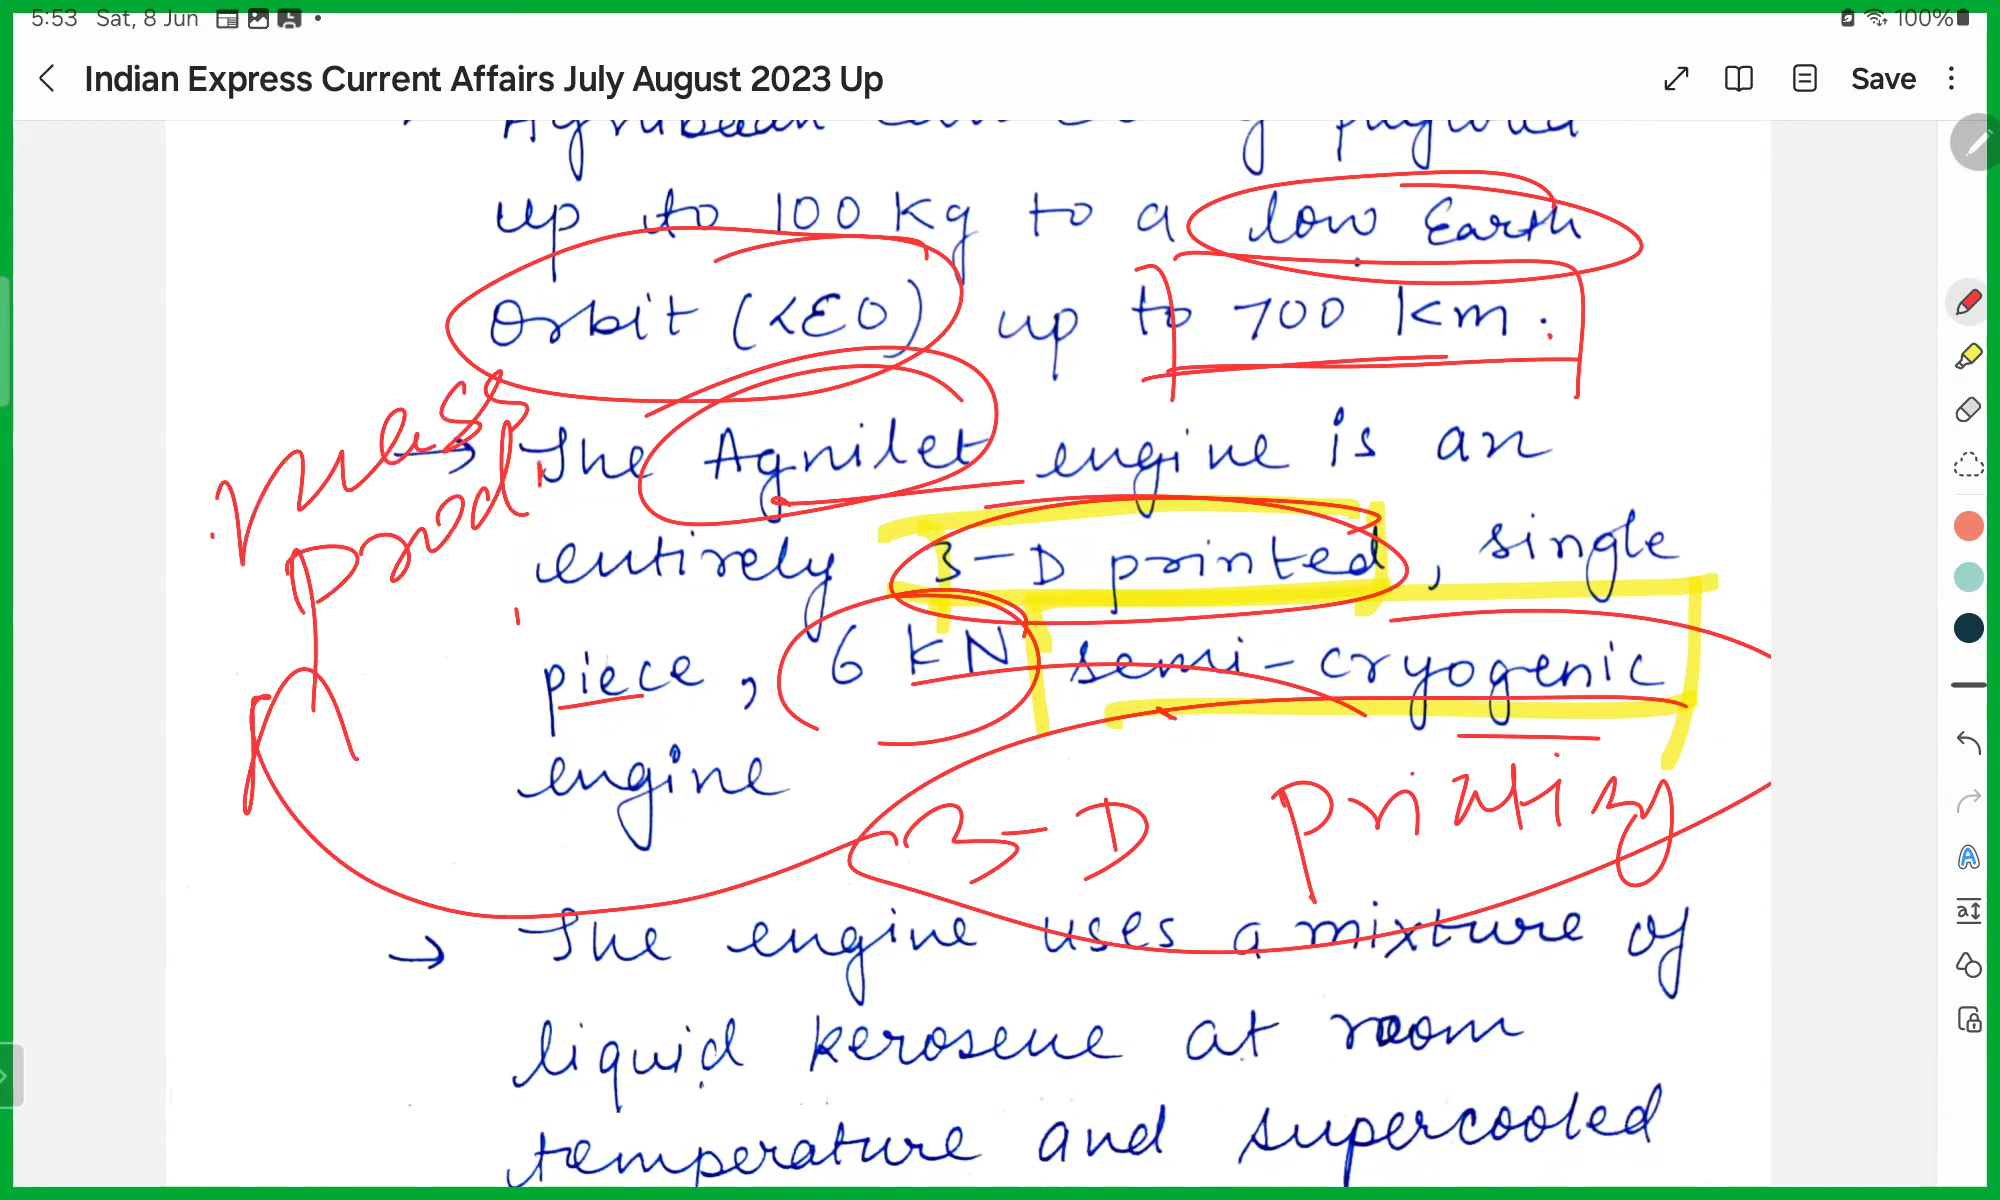 5:53 Sat, 8 Jun
100%
Indian Express Current Affairs July August 2023 Up
Save
up to 100 Kg to a low Earth
Orbit (LEO) up to 700 Km.
→ The Agnilet engine is an
entirely 3-D printed, single
piece, 6 KN semi-cryogenic
engine
mass
prod
3-D printing
→ The engine uses a mixture of
liquid kerosene at room
temperature and supercooled